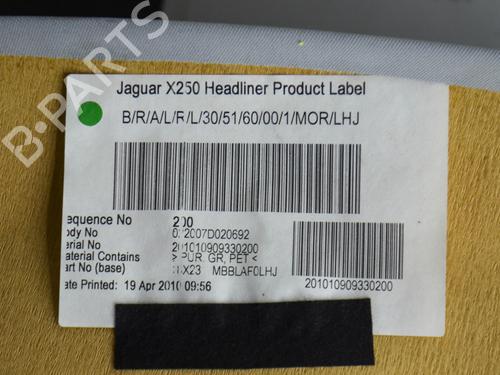 B-PARTS
Jaguar X250 Headliner Product Label
B/R/A/L/R/L/30/51/60/00/1/MOR/LHJ
equence No 200
ody No 2007D020692
erial No 201010909330200
aterial Contains > PUR, GR, PET <
art No (base) X23 MBBLAF0LHJ
ate Printed: 19 Apr 2010 09:56
201010909330200